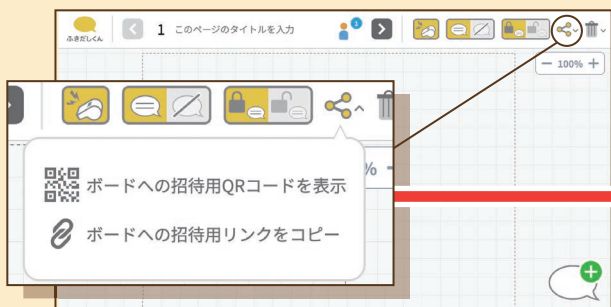 ふきだしくん
1 このページのタイトルを入力
1
- 100% +
%
ボードへの招待用QRコードを表示
ボードへの招待用リンクをコピー